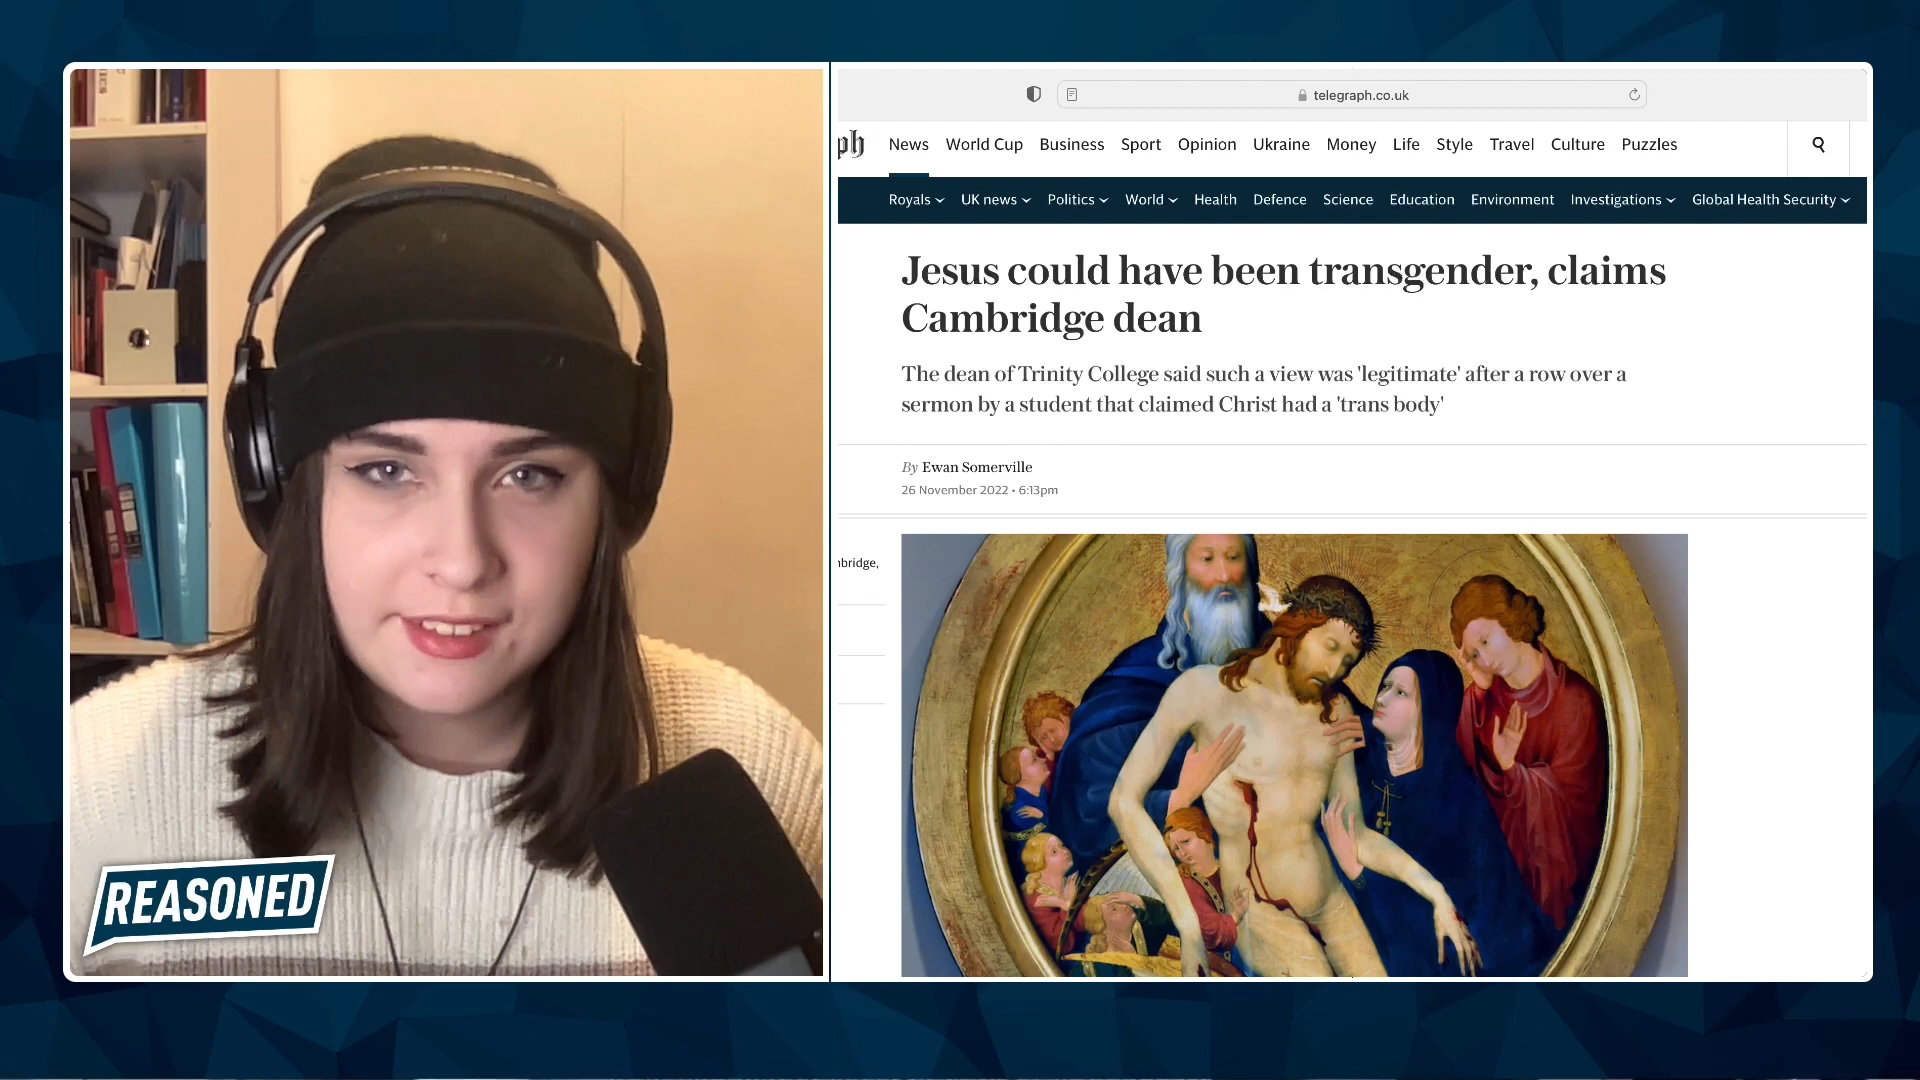 REASONED
telegraph.co.uk
ph
News World Cup Business Sport Opinion Ukraine Money Life Style Travel Culture Puzzles
Royals UK news Politics World Health Defence Science Education Environment Investigations Global Health Security
Jesus could have been transgender, claims
Cambridge dean
The dean of Trinity College said such a view was 'legitimate' after a row over a
sermon by a student that claimed Christ had a 'trans body'
By Ewan Somerville
26 November 2022 • 6:13pm
bridge,